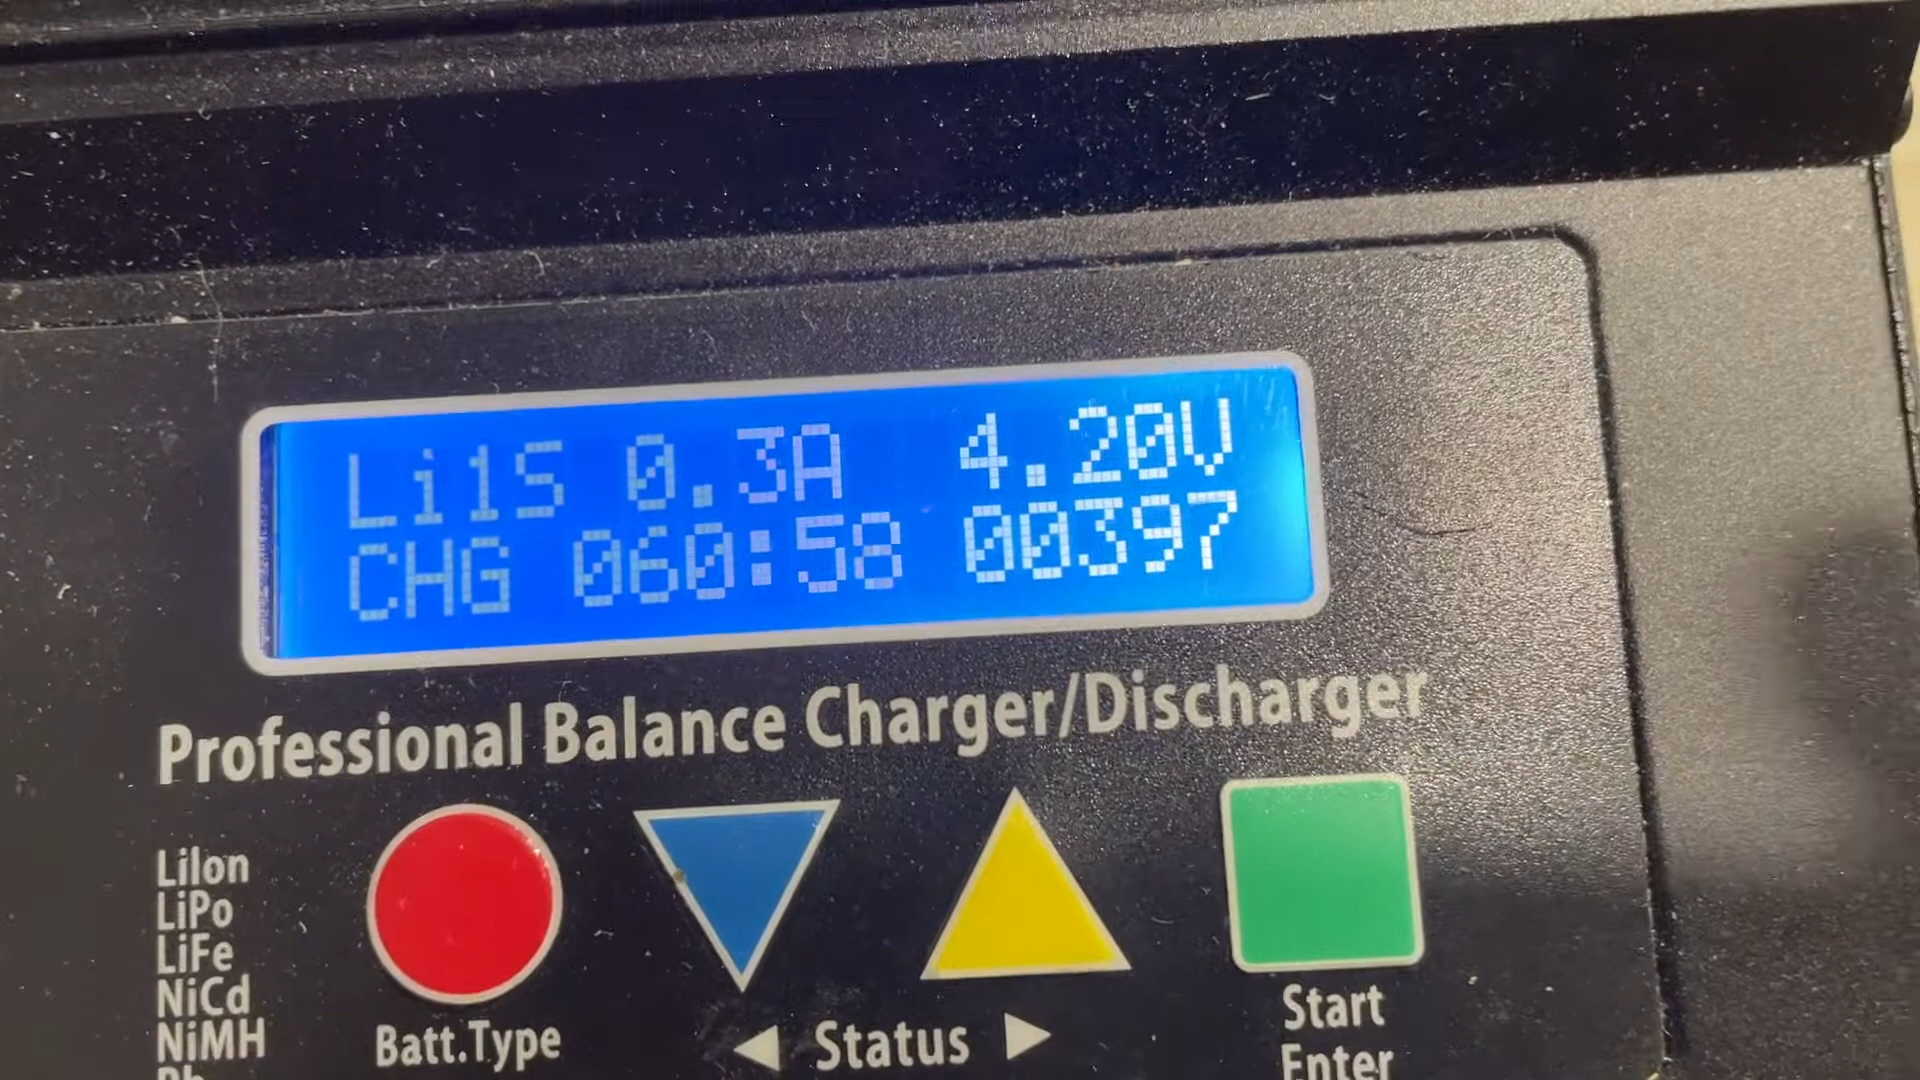 Li1S 0.3A 4.20V
CHG 060:58 00397
Professional Balance Charger/Discharger
LiIon
LiPo
LiFe
NiCd
NiMH
Batt.Type
Status
Start
Enter